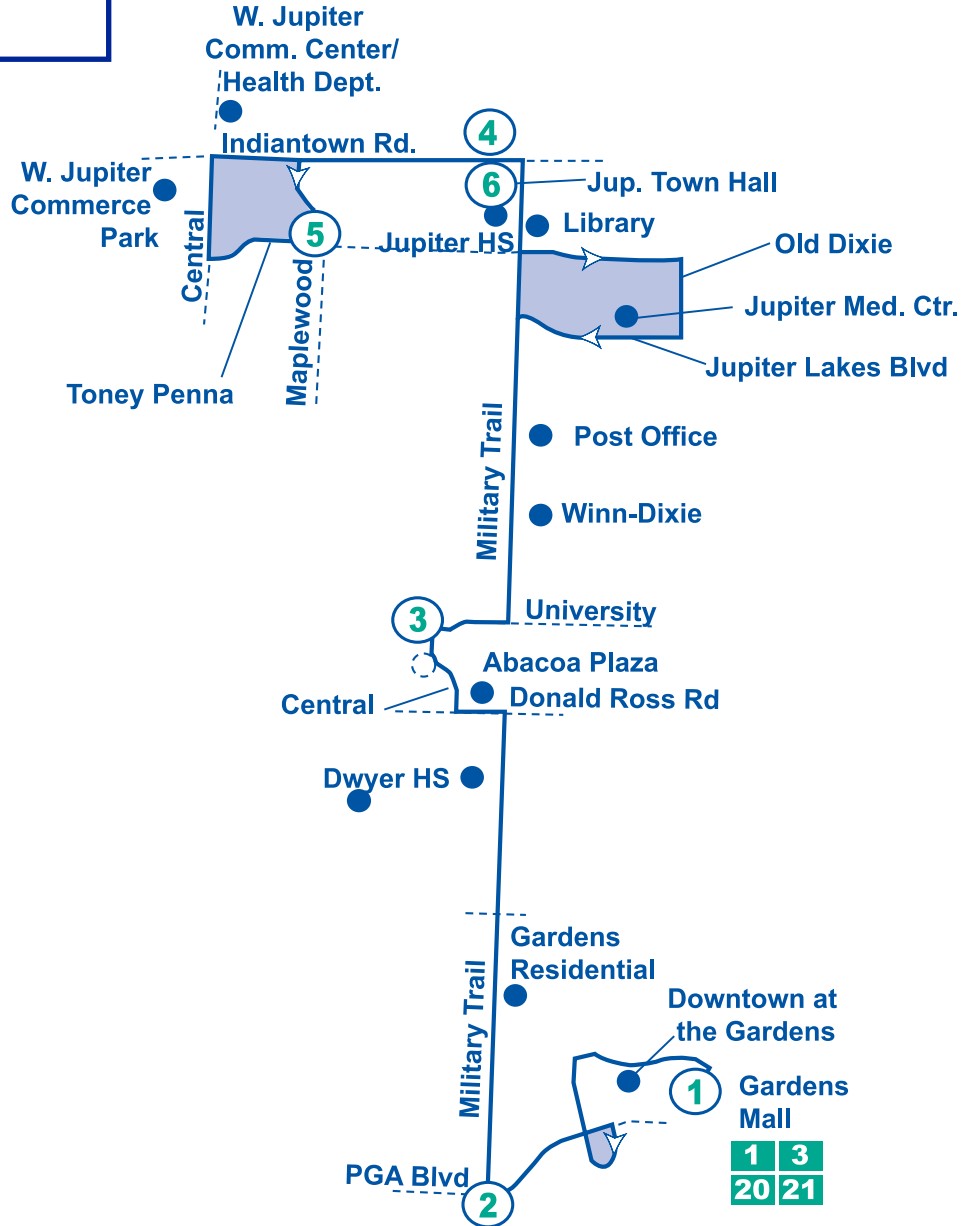 W. Jupiter
Comm. Center/
Health Dept.
4
Indiantown Rd.
W. Jupiter
Commerce
Park
6
Jup. Town Hall
Library
5
Jupiter HS
Central
Old Dixie
Maplewood
Jupiter Med. Ctr.
Toney Penna
Jupiter Lakes Blvd
Military Trail
Post Office
Winn-Dixie
3
University
Abacoa Plaza
Central
Donald Ross Rd
Dwyer HS
Gardens
Residential
Military Trail
Downtown at
the Gardens
1
Gardens
Mall
1 3
20 21
PGA Blvd
2